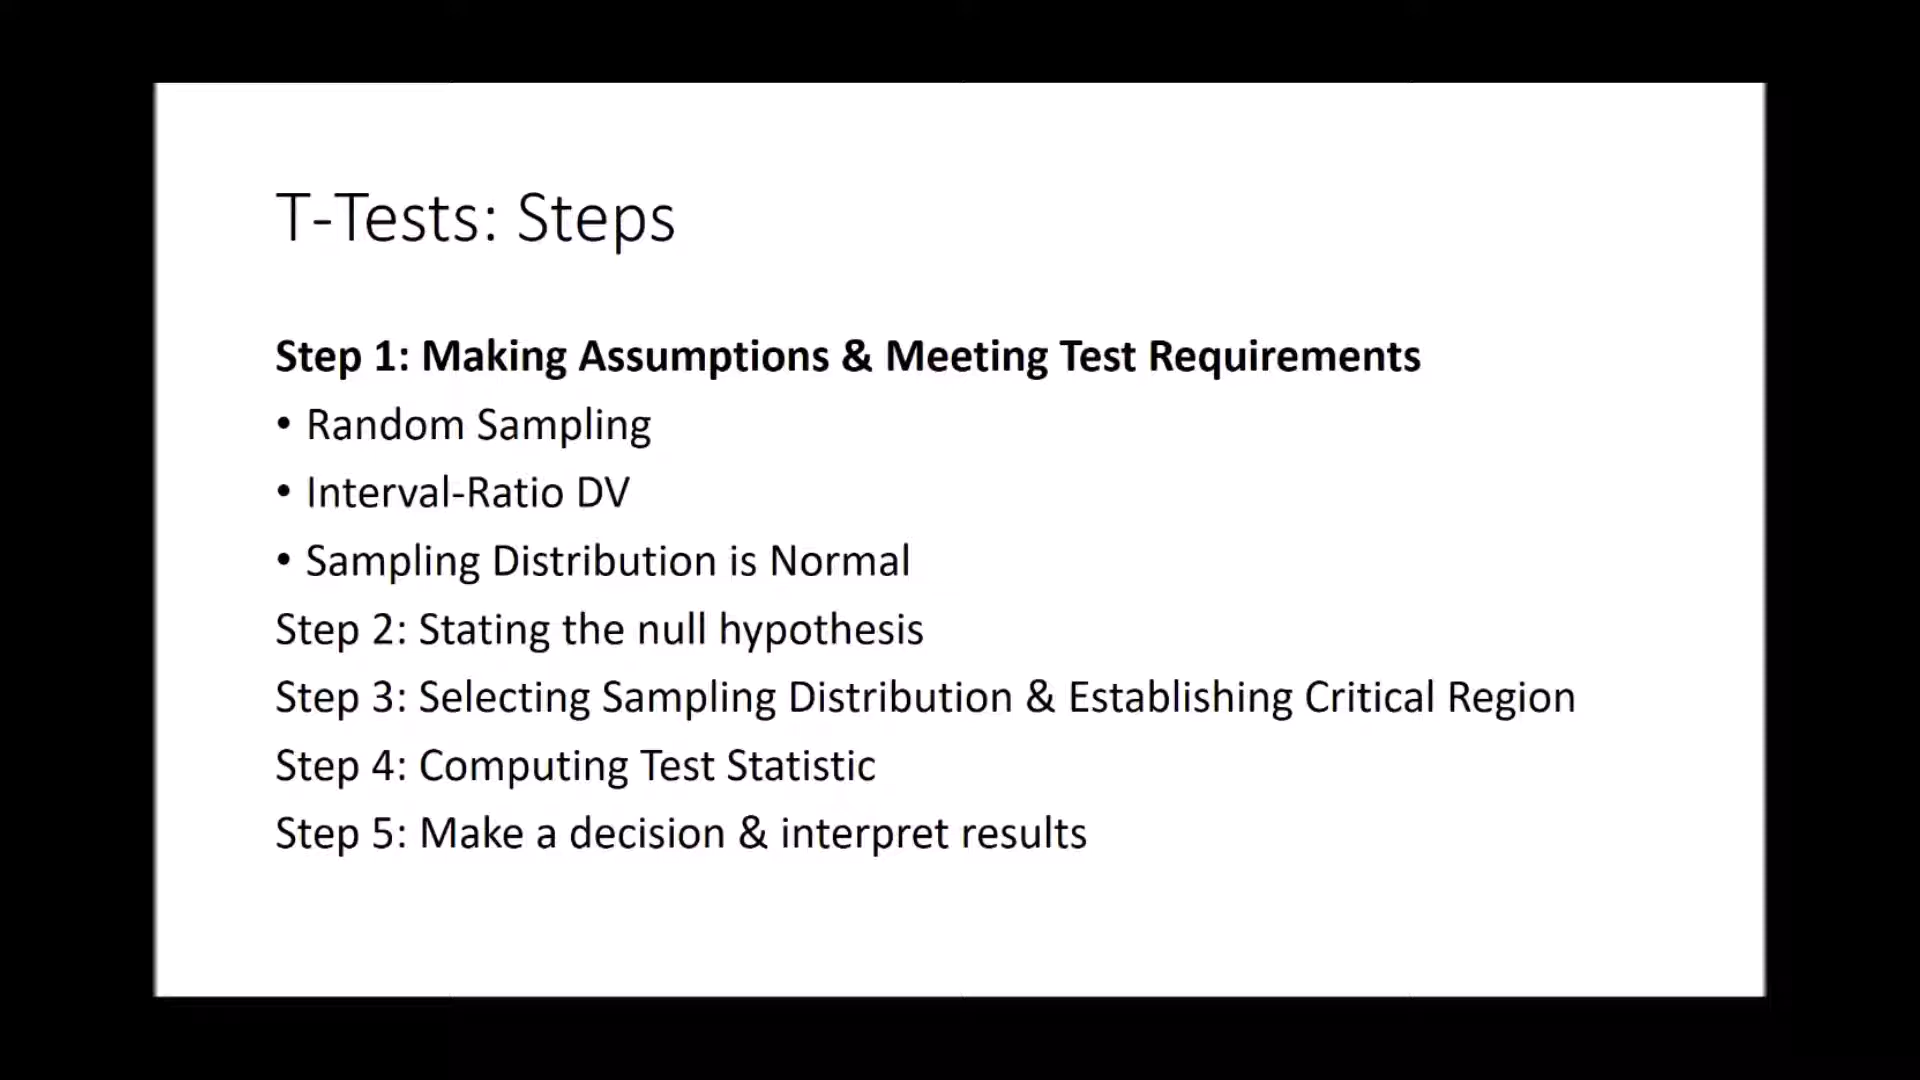 T-Tests: Steps
Step 1: Making Assumptions & Meeting Test Requirements
• Random Sampling
• Interval-Ratio DV
• Sampling Distribution is Normal
Step 2: Stating the null hypothesis
Step 3: Selecting Sampling Distribution & Establishing Critical Region
Step 4: Computing Test Statistic
Step 5: Make a decision & interpret results